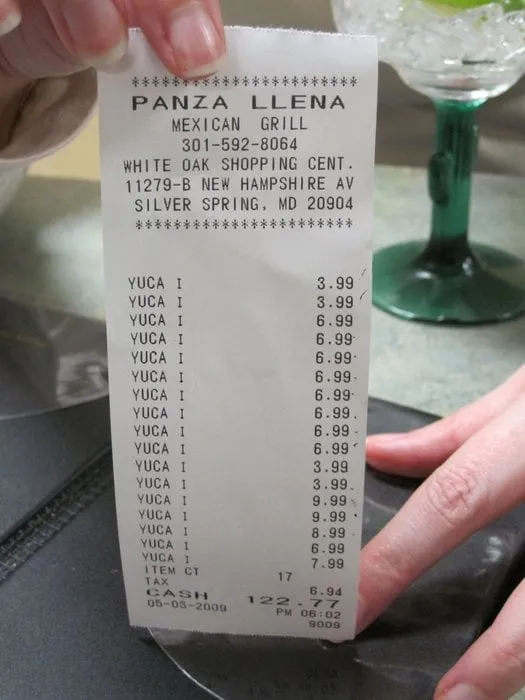 ********************
PANZA LLENA
MEXICAN GRILL
301-592-8064
WHITE OAK SHOPPING CENT.
11279-B NEW HAMPSHIRE AV
SILVER SPRING, MD 20904
********************
YUCA I 3.99
YUCA I 3.99
YUCA I 6.99
YUCA I 6.99
YUCA I 6.99
YUCA I 6.99
YUCA I 6.99
YUCA I 6.99
YUCA I 6.99
YUCA I 6.99
YUCA I 3.99
YUCA I 3.99
YUCA I 9.99
YUCA I 9.99
YUCA I 8.99
YUCA I 6.99
YUCA I 7.99
ITEM CT 17
TAX 6.94
CASH 122.77
05-03-2009 PM 06:02
9009